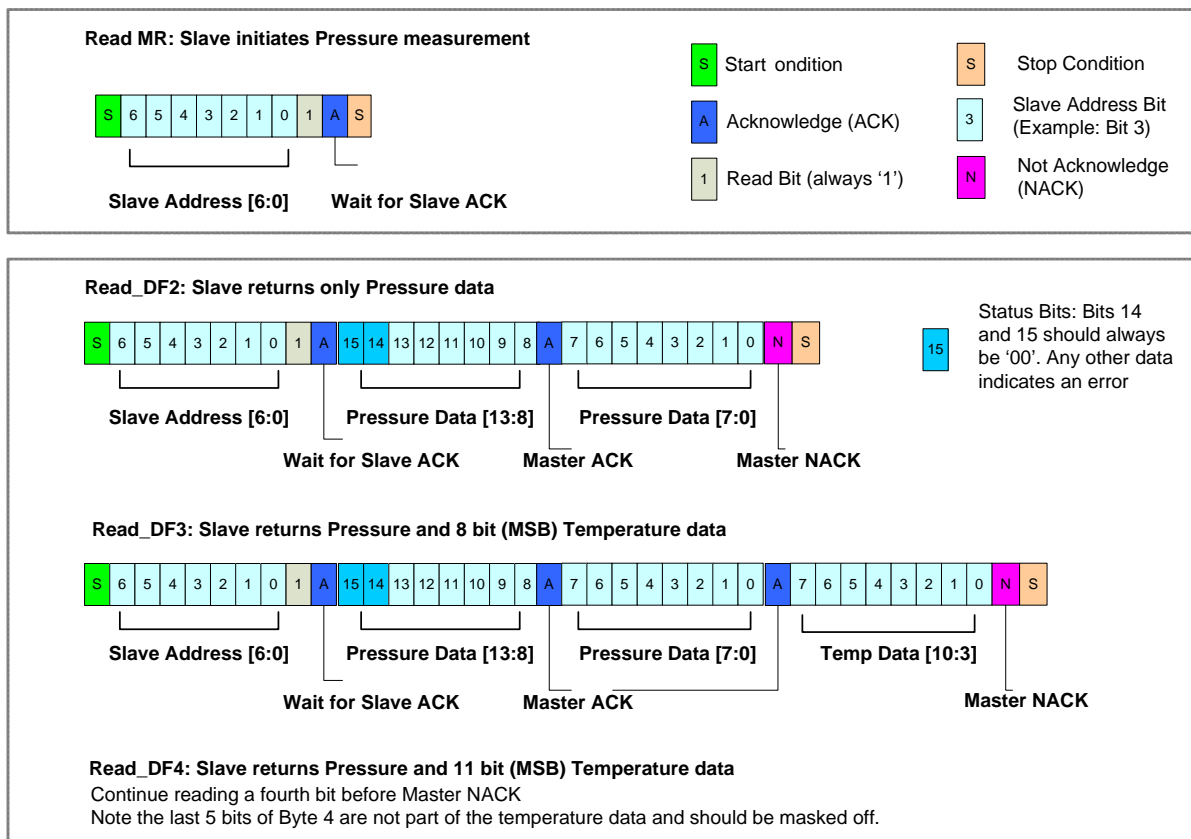 Read MR: Slave initiates Pressure measurement
S 6 5 4 3 2 1 0 1 A S
Slave Address [6:0] Wait for Slave ACK
S Start ondition
A Acknowledge (ACK)
1 Read Bit (always ‘1’)
S Stop Condition
3 Slave Address Bit
(Example: Bit 3)
N Not Acknowledge
(NACK)
Read_DF2: Slave returns only Pressure data
S 6 5 4 3 2 1 0 1 A 15 14 13 12 11 10 9 8 A 7 6 5 4 3 2 1 0 N S
Slave Address [6:0] Pressure Data [13:8] Pressure Data [7:0]
Wait for Slave ACK Master ACK Master NACK
15 Status Bits: Bits 14
and 15 should always
be ‘00’. Any other data
indicates an error
Read_DF3: Slave returns Pressure and 8 bit (MSB) Temperature data
S 6 5 4 3 2 1 0 1 A 15 14 13 12 11 10 9 8 A 7 6 5 4 3 2 1 0 A 7 6 5 4 3 2 1 0 N S
Slave Address [6:0] Pressure Data [13:8] Pressure Data [7:0] Temp Data [10:3]
Wait for Slave ACK Master ACK Master NACK
Read_DF4: Slave returns Pressure and 11 bit (MSB) Temperature data
Continue reading a fourth bit before Master NACK
Note the last 5 bits of Byte 4 are not part of the temperature data and should be masked off.